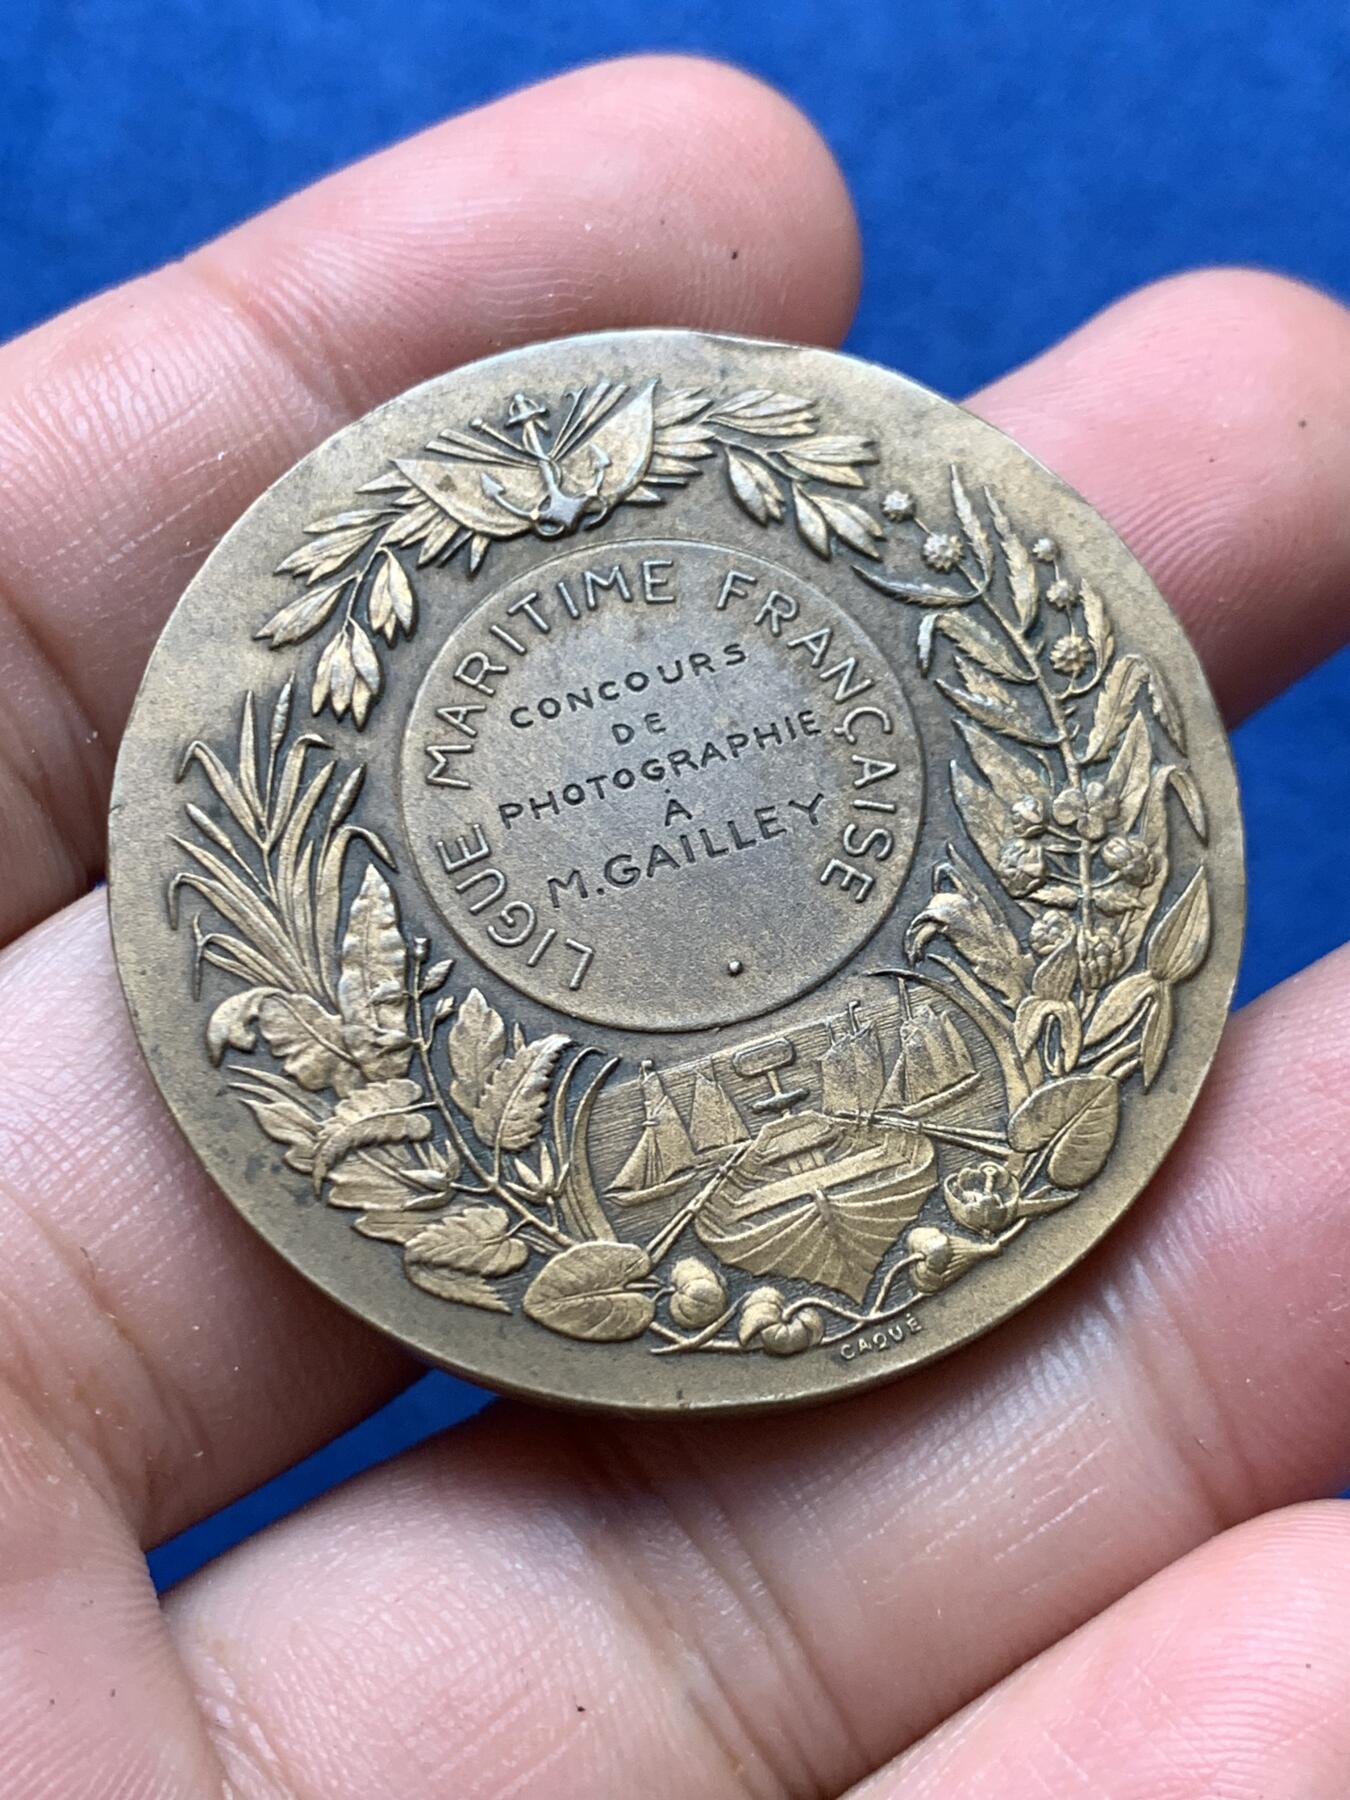 LIGUE MARITIME FRANÇAISE
CONCOURS
DE
PHOTOGRAPHIE
À
M. GAILLEY
CAQUÉ